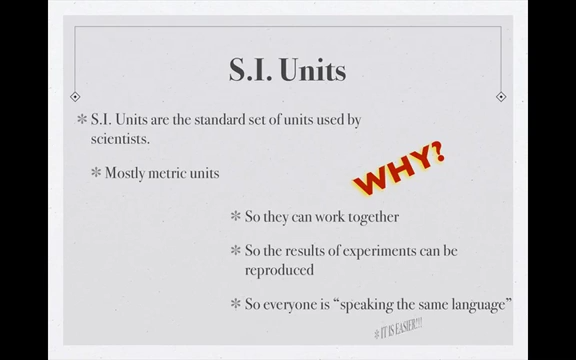 S.I. Units
✻ S.I. Units are the standard set of units used by
scientists.
✻ Mostly metric units
WHY?
✻ So they can work together
✻ So the results of experiments can be
reproduced
✻ So everyone is “speaking the same language”
✻ IT IS EASIER!!!